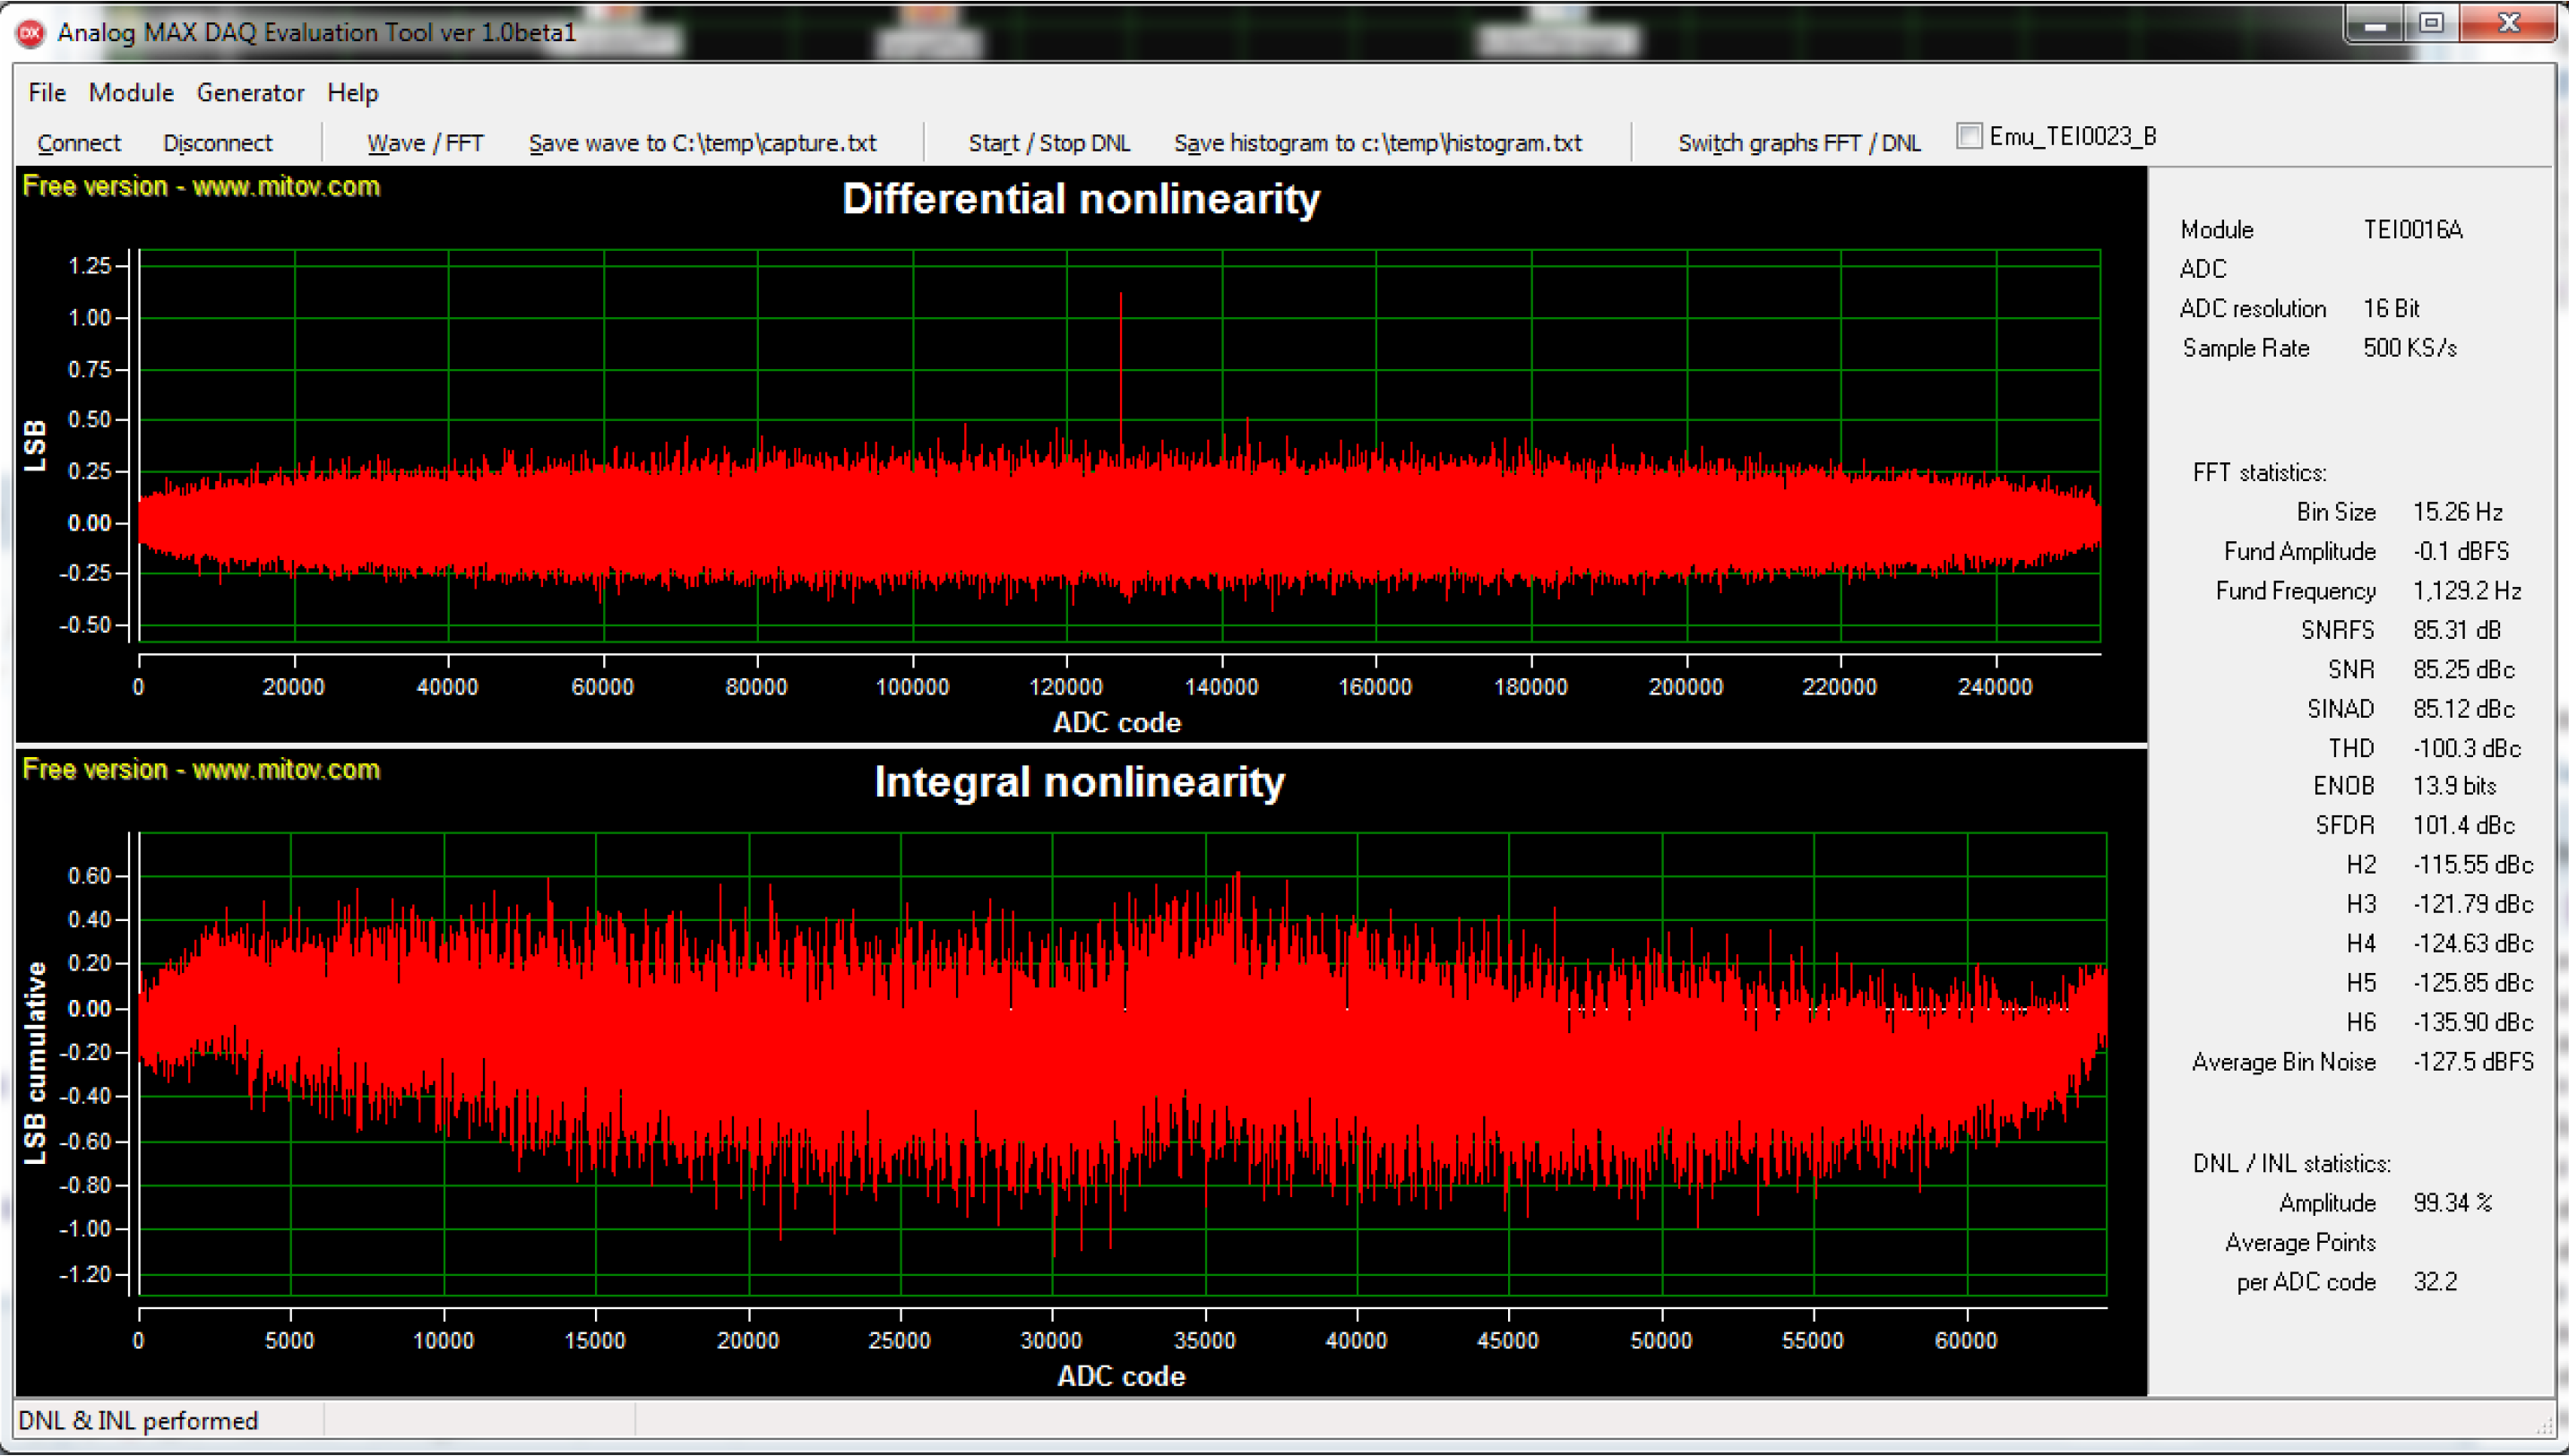 Analog MAX DAQ Evaluation Tool ver 1.0beta1
File Module Generator Help
Connect Disconnect Wave / FFT Save wave to C:\temp\capture.txt Start / Stop DNL Save histogram to c:\temp\histogram.txt Switch graphs FFT / DNL Emu_TEI0023_B
Free version - www.mitov.com
Differential nonlinearity
1.25
1.00
0.75
0.50
0.25
0.00
-0.25
-0.50
LSB
0 20000 40000 60000 80000 100000 120000 140000 160000 180000 200000 220000 240000
ADC code
Free version - www.mitov.com
Integral nonlinearity
0.60
0.40
0.20
0.00
-0.20
-0.40
-0.60
-0.80
-1.00
-1.20
LSB cumulative
0 5000 10000 15000 20000 25000 30000 35000 40000 45000 50000 55000 60000
ADC code
Module TEI0016A
ADC
ADC resolution 16 Bit
Sample Rate 500 KS/s
FFT statistics:
Bin Size 15.26 Hz
Fund Amplitude -0.1 dBFS
Fund Frequency 1,129.2 Hz
SNRFS 85.31 dB
SNR 85.25 dBc
SINAD 85.12 dBc
THD -100.3 dBc
ENOB 13.9 bits
SFDR 101.4 dBc
H2 -115.55 dBc
H3 -121.79 dBc
H4 -124.63 dBc
H5 -125.85 dBc
H6 -135.90 dBc
Average Bin Noise -127.5 dBFS
DNL / INL statistics:
Amplitude 99.34 %
Average Points
per ADC code 32.2
DNL & INL performed